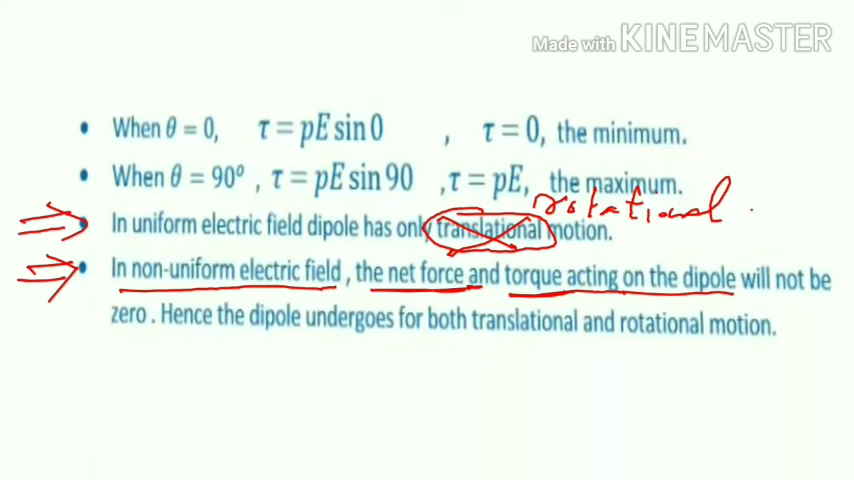 Made with KINEMASTER
• When θ = 0, τ = pE sin 0 , τ = 0, the minimum.
• When θ = 90⁰ , τ = pE sin 90 , τ = pE, the maximum.
rotational .
• In uniform electric field dipole has only translational motion.
• In non-uniform electric field , the net force and torque acting on the dipole will not be
zero . Hence the dipole undergoes for both translational and rotational motion.